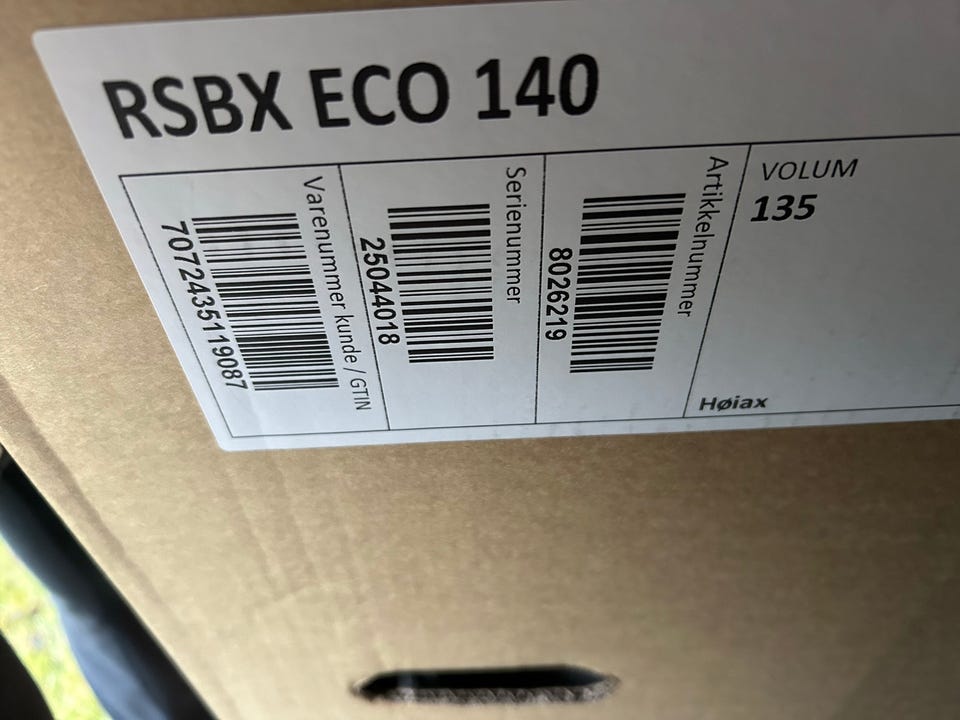 RSBX ECO 140
Varenummer kunde / GTIN
7072435119087
Serienummer
25044018
Artikkelnummer
8026219
VOLUM
135
Høiax